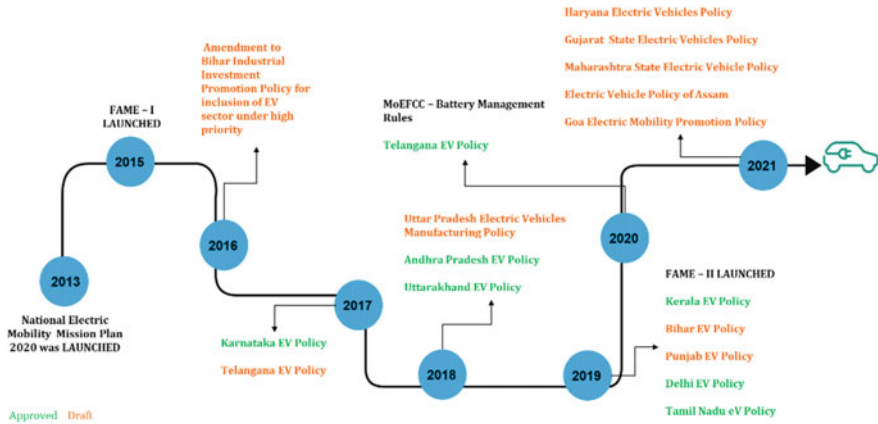 Haryana Electric Vehicles Policy
Gujarat State Electric Vehicles Policy
Maharashtra State Electric Vehicle Policy
Electric Vehicle Policy of Assam
Goa Electric Mobility Promotion Policy
Amendment to
Bihar Industrial
Investment
Promotion Policy for
inclusion of EV
sector under high
priority
FAME – I
LAUNCHED
MoEFCC – Battery Management
Rules
Telangana EV Policy
2015
2021
2016
2020
Uttar Pradesh Electric Vehicles
Manufacturing Policy
Andhra Pradesh EV Policy
Uttarakhand EV Policy
2013
National Electric
Mobility Mission Plan
2020 was LAUNCHED
2017
Karnataka EV Policy
Telangana EV Policy
2018
2019
FAME – II LAUNCHED
Kerala EV Policy
Bihar EV Policy
Punjab EV Policy
Delhi EV Policy
Tamil Nadu eV Policy
Approved Draft